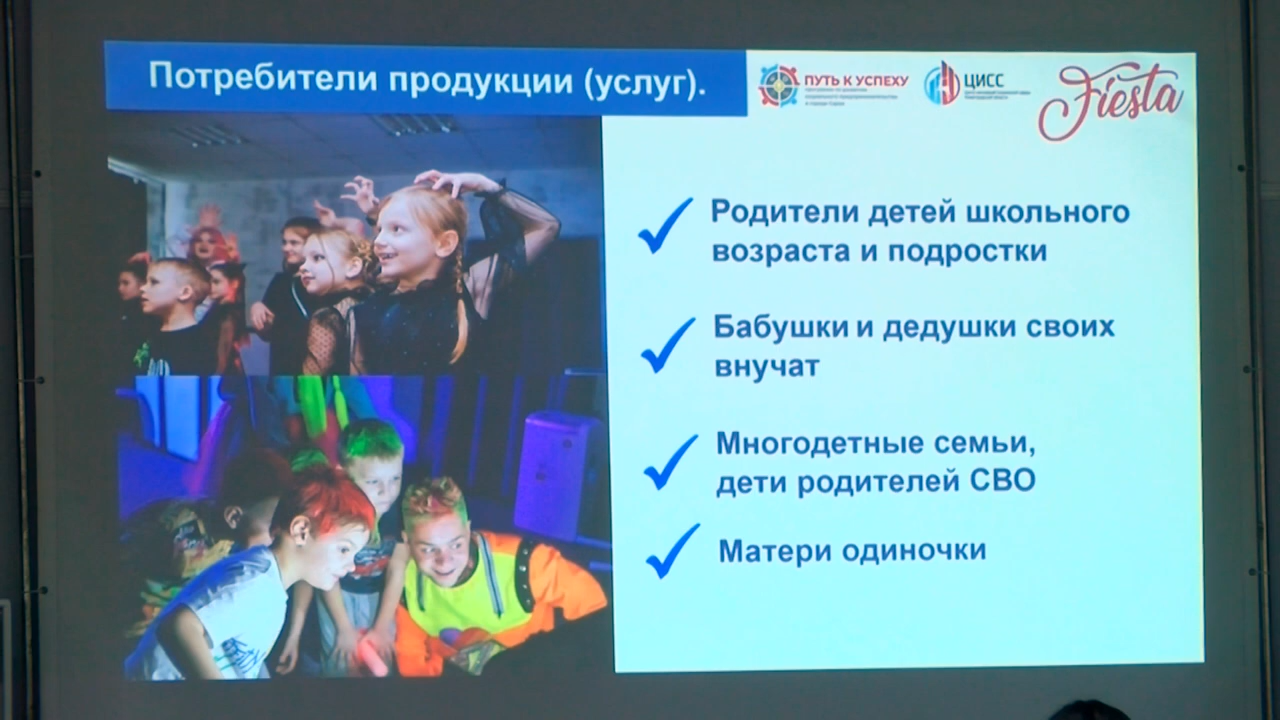 Потребители продукции (услуг).
ПУТЬ К УСПЕХУ
ЦИСС
Fiesta
Родители детей школьного
возраста и подростки
Бабушки и дедушки своих
внучат
Многодетные семьи,
дети родителей СВО
Матери одиночки